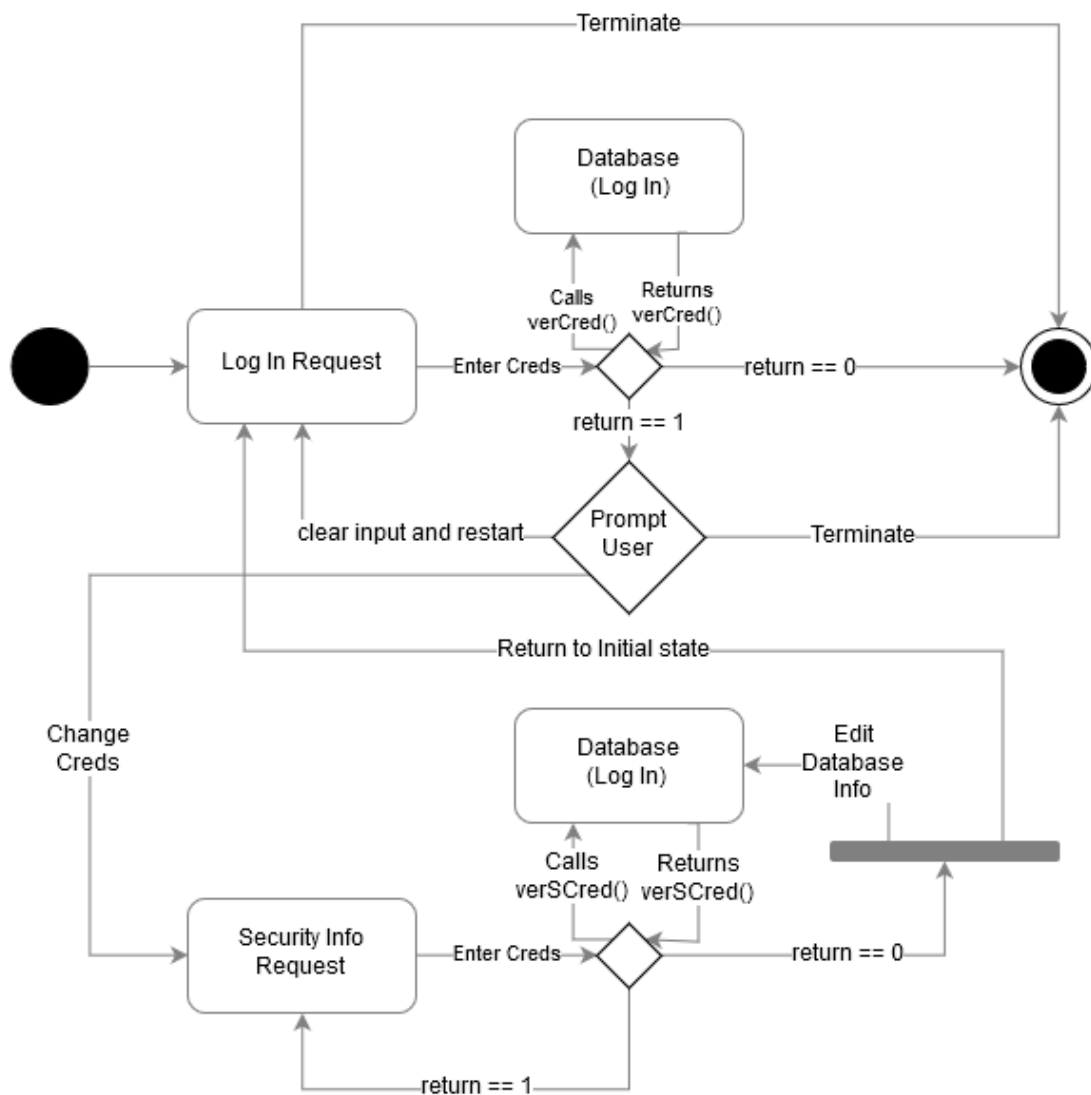 Terminate
Database
(Log In)
Calls
verCred()
Returns
verCred()
Log In Request
Enter Creds
return == 0
return == 1
clear input and restart
Prompt
User
Terminate
Return to Initial state
Change
Creds
Database
(Log In)
Edit
Database
Info
Calls
verSCred()
Returns
verSCred()
Security Info
Request
Enter Creds
return == 0
return == 1